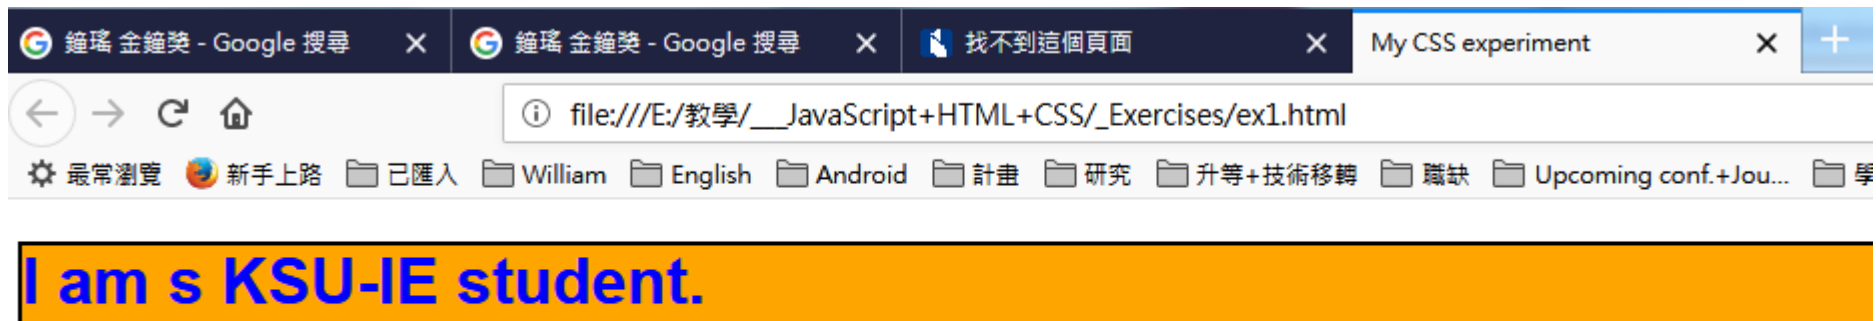 鐘瑤 金鐘獎 - Google 搜尋
鐘瑤 金鐘獎 - Google 搜尋
找不到這個頁面
My CSS experiment
file:///E:/教學/___JavaScript+HTML+CSS/_Exercises/ex1.html
最常瀏覽 新手上路 已匯入 William English Android 計畫 研究 升等+技術移轉 職缺 Upcoming conf.+Jou...
I am s KSU-IE student.